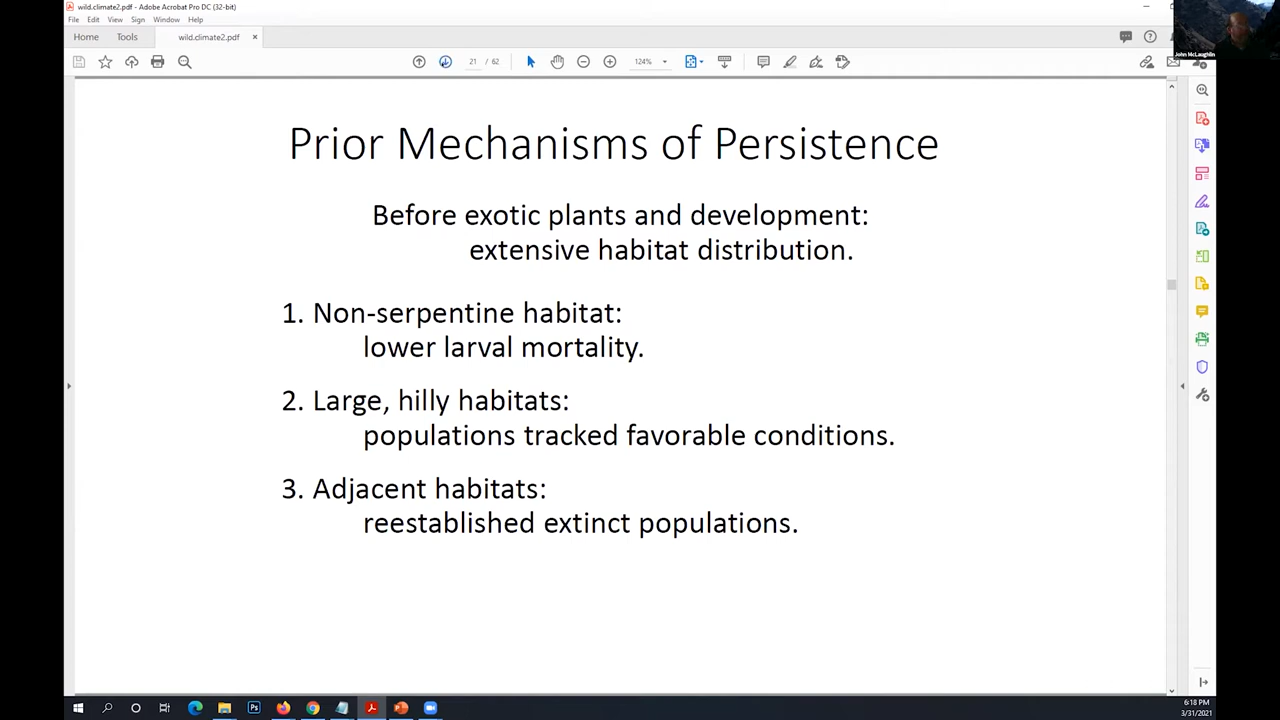 wild.climate2.pdf - Adobe Acrobat Pro DC (32-bit)
File Edit View Sign Window Help
Home Tools wild.climate2.pdf ×
21 / 62 124%
John McLaughlin
Prior Mechanisms of Persistence
Before exotic plants and development:
extensive habitat distribution.
1. Non-serpentine habitat:
lower larval mortality.
2. Large, hilly habitats:
populations tracked favorable conditions.
3. Adjacent habitats:
reestablished extinct populations.
6:18 PM
3/31/2021